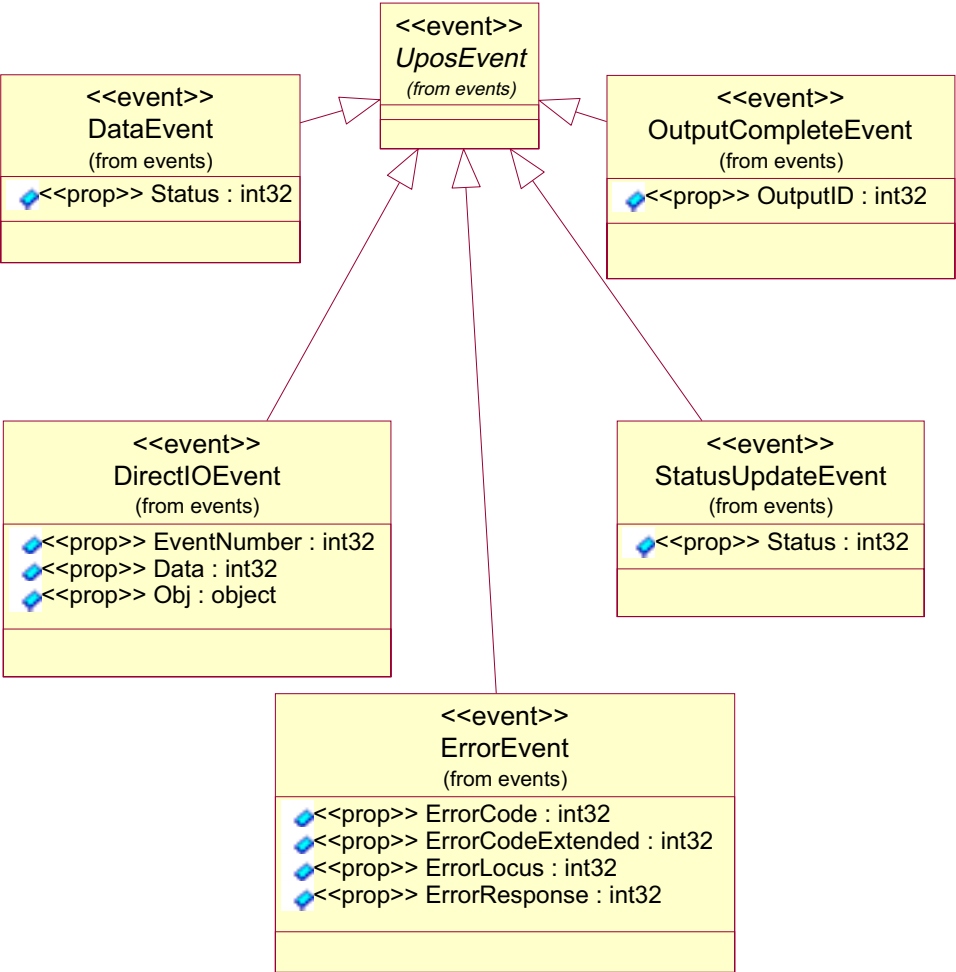 <<event>>
UposEvent
(from events)
<<event>>
DataEvent
(from events)
<<prop>> Status : int32
<<event>>
OutputCompleteEvent
(from events)
<<prop>> OutputID : int32
<<event>>
DirectIOEvent
(from events)
<<prop>> EventNumber : int32
<<prop>> Data : int32
<<prop>> Obj : object
<<event>>
StatusUpdateEvent
(from events)
<<prop>> Status : int32
<<event>>
ErrorEvent
(from events)
<<prop>> ErrorCode : int32
<<prop>> ErrorCodeExtended : int32
<<prop>> ErrorLocus : int32
<<prop>> ErrorResponse : int32